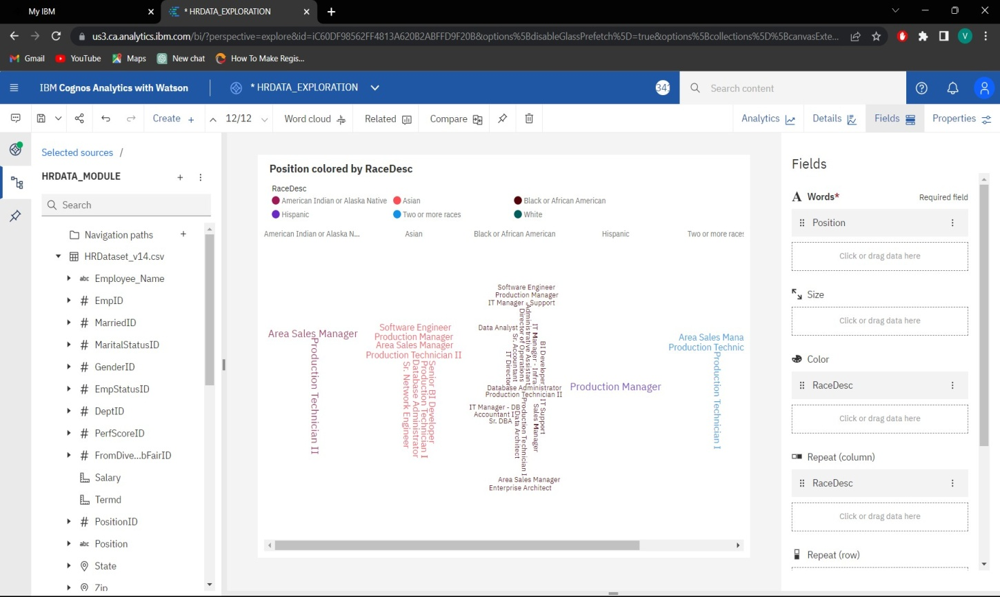 My IBM
* HRDATA_EXPLORATION
us3.ca.analytics.ibm.com/bi/?perspective=explore&id=iC60DF98562FF4813A620B2ABFFD9F20B&options%5BdisableGlassPrefetch%5D=true&options%5Bcollections%5D%5BcanvasExte...
V
Gmail
YouTube
Maps
New chat
How To Make Regis...
IBM Cognos Analytics with Watson
* HRDATA_EXPLORATION
Search content
Create
12/12
Word cloud
Related
Compare
Analytics
Details
Fields
Properties
Selected sources /
HRDATA_MODULE
Search
Navigation paths
HRDataset_v14.csv
abc Employee_Name
# EmpID
# MarriedID
# MaritalStatusID
# GenderID
# EmpStatusID
# DeptID
# PerfScoreID
# FromDive...bFairID
Salary
Termd
# PositionID
abc Position
State
Zip
Position colored by RaceDesc
RaceDesc
American Indian or Alaska Native
Asian
Black or African American
Hispanic
Two or more races
White
American Indian or Alaska N...
Asian
Black or African American
Hispanic
Two or more races
Area Sales Manager
Production Technician II
Software Engineer
Production Manager
Area Sales Manager
Production Technician II
Senior BI Developer
Production Technician I
Database Administrator
Sr. Network Engineer
Software Engineer
Production Manager
IT Manager - Support
Data Analyst
Administrative Assistant
Director of Operations
Sr. Accountant
IT Director
IT Manager - Infra
BI Developer
Database Administrator
Production Technician II
IT Manager - DB
Accountant I
Sr. DBA
Data Architect
Production Technician I
Sales Manager
IT Support
Area Sales Manager
Enterprise Architect
Production Manager
Area Sales Mana
Production Technic
Production Technician I
Fields
Words*
Required field
Position
Click or drag data here
Size
Click or drag data here
Color
RaceDesc
Click or drag data here
Repeat (column)
RaceDesc
Click or drag data here
Repeat (row)